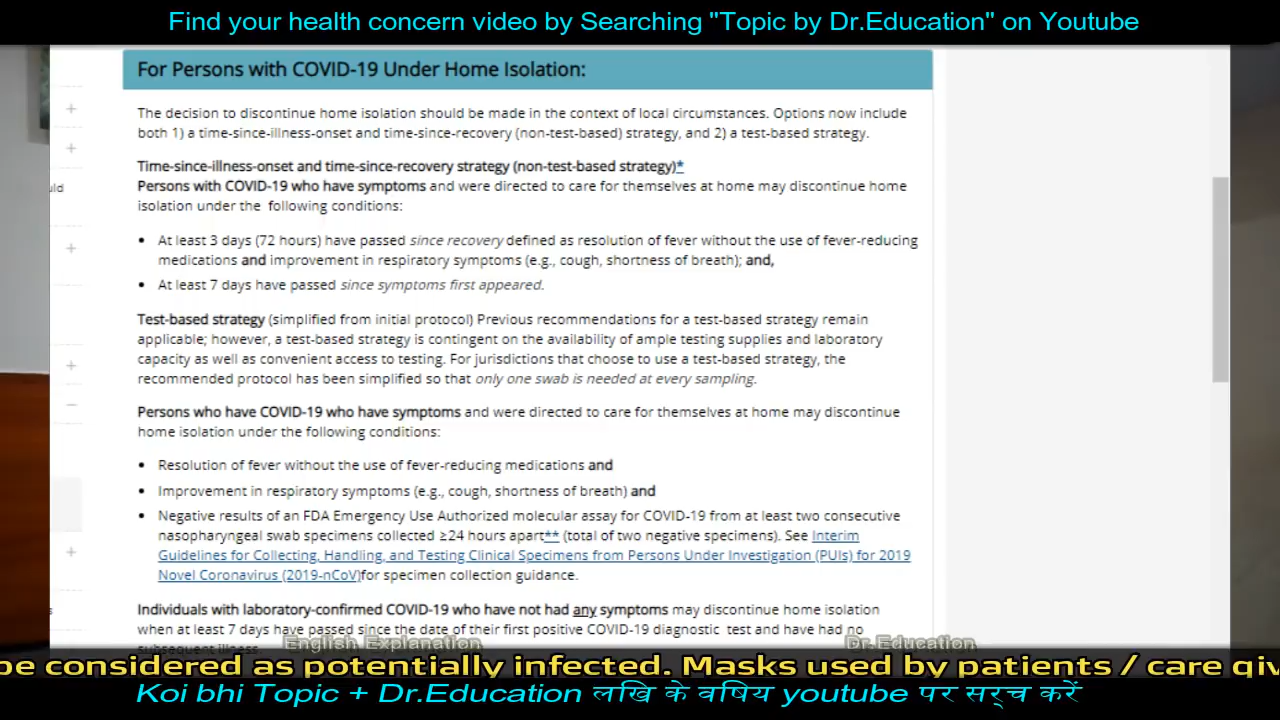 Find your health concern video by Searching "Topic by Dr.Education" on Youtube
For Persons with COVID-19 Under Home Isolation:
The decision to discontinue home isolation should be made in the context of local circumstances. Options now include
both 1) a time-since-illness-onset and time-since-recovery (non-test-based) strategy, and 2) a test-based strategy.
Time-since-illness-onset and time-since-recovery strategy (non-test-based strategy)*
Persons with COVID-19 who have symptoms and were directed to care for themselves at home may discontinue home
isolation under the following conditions:
• At least 3 days (72 hours) have passed since recovery defined as resolution of fever without the use of fever-reducing
medications and improvement in respiratory symptoms (e.g., cough, shortness of breath); and,
• At least 7 days have passed since symptoms first appeared.
Test-based strategy (simplified from initial protocol) Previous recommendations for a test-based strategy remain
applicable; however, a test-based strategy is contingent on the availability of ample testing supplies and laboratory
capacity as well as convenient access to testing. For jurisdictions that choose to use a test-based strategy, the
recommended protocol has been simplified so that only one swab is needed at every sampling.
Persons who have COVID-19 who have symptoms and were directed to care for themselves at home may discontinue
home isolation under the following conditions:
• Resolution of fever without the use of fever-reducing medications and
• Improvement in respiratory symptoms (e.g., cough, shortness of breath) and
• Negative results of an FDA Emergency Use Authorized molecular assay for COVID-19 from at least two consecutive
nasopharyngeal swab specimens collected ≥24 hours apart** (total of two negative specimens). See Interim
Guidelines for Collecting, Handling, and Testing Clinical Specimens from Persons Under Investigation (PUIs) for 2019
Novel Coronavirus (2019-nCoV)for specimen collection guidance.
Individuals with laboratory-confirmed COVID-19 who have not had any symptoms may discontinue home isolation
when at least 7 days have passed since the date of their first positive COVID-19 diagnostic test and have had no
subsequent illness.
English Explanation
Dr.Education
be considered as potentially infected. Masks used by patients / care giv
Koi bhi Topic + Dr.Education लिख के विषय youtube पर सर्च करें